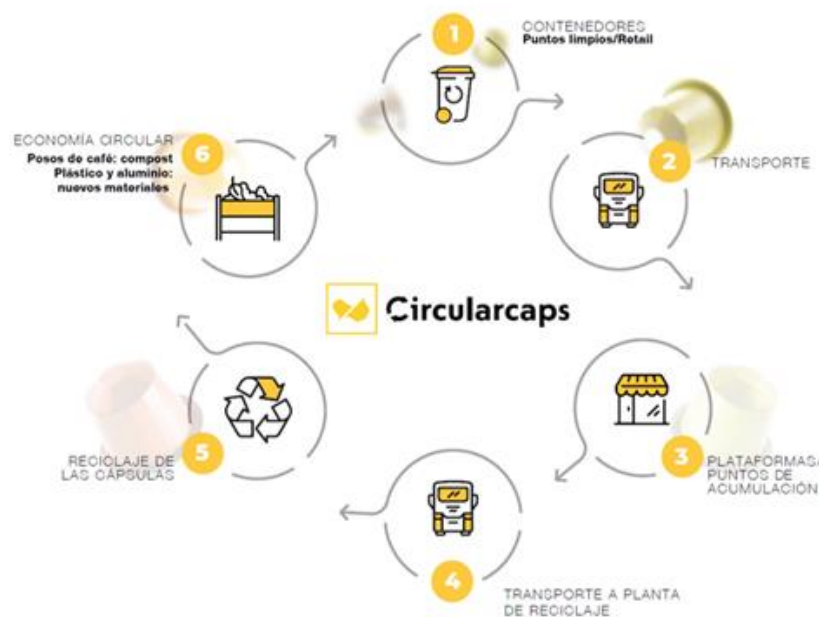 1
CONTENEDORES
Puntos limpios/Retail
2
TRANSPORTE
3
PLATAFORMAS/
PUNTOS DE
ACUMULACIÓN
4
TRANSPORTE A PLANTA
DE RECICLAJE
5
RECICLAJE DE
LAS CÁPSULAS
6
ECONOMÍA CIRCULAR
Posos de café: compost
Plástico y aluminio:
nuevos materiales
Circularcaps